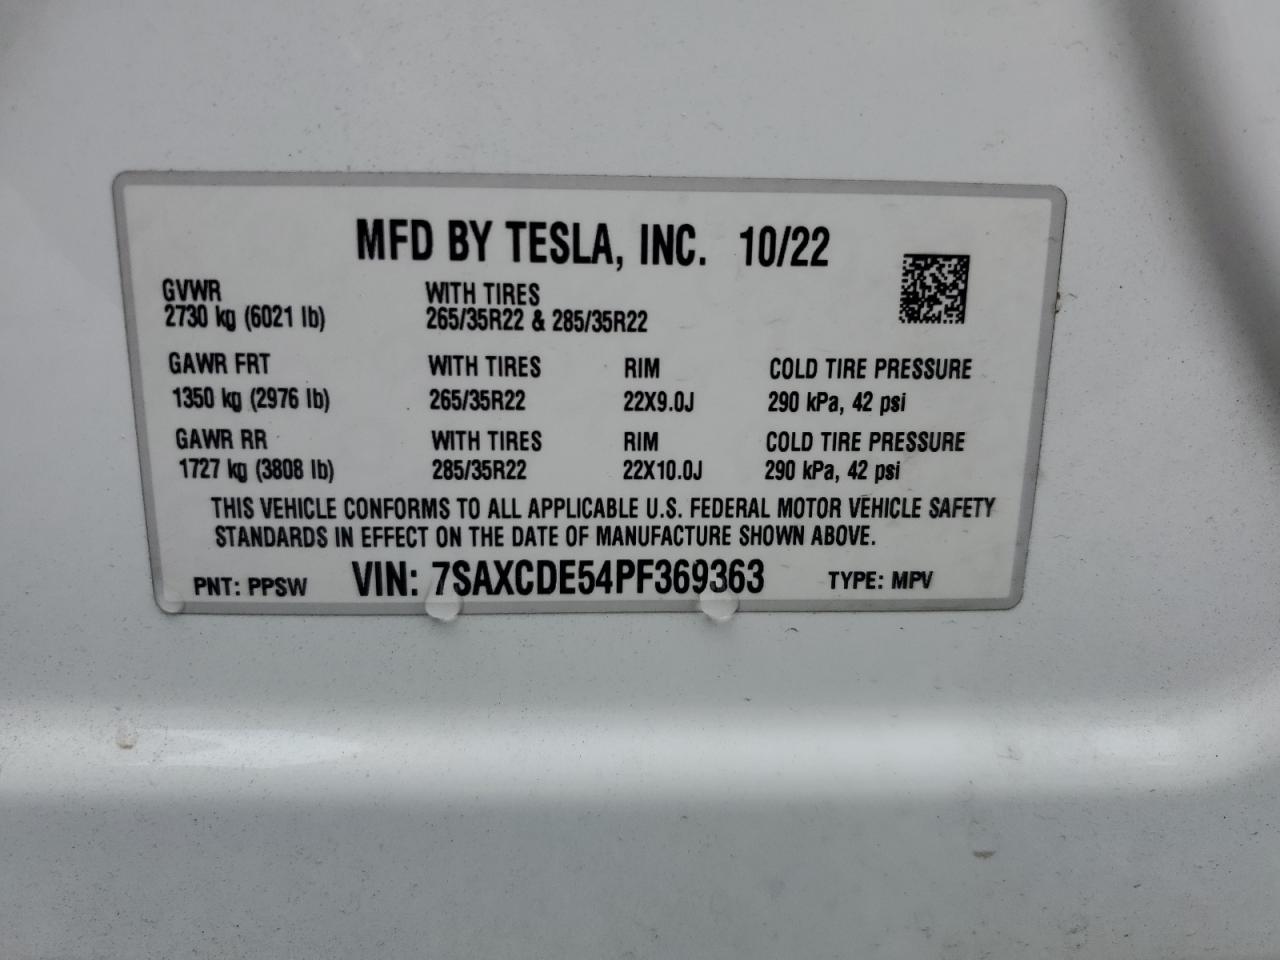 MFD BY TESLA, INC. 10/22
GVWR WITH TIRES
2730 kg (6021 lb) 265/35R22 & 285/35R22
GAWR FRT WITH TIRES RIM COLD TIRE PRESSURE
1350 kg (2976 lb) 265/35R22 22X9.0J 290 kPa, 42 psi
GAWR RR WITH TIRES RIM COLD TIRE PRESSURE
1727 kg (3808 lb) 285/35R22 22X10.0J 290 kPa, 42 psi
THIS VEHICLE CONFORMS TO ALL APPLICABLE U.S. FEDERAL MOTOR VEHICLE SAFETY
STANDARDS IN EFFECT ON THE DATE OF MANUFACTURE SHOWN ABOVE.
PNT: PPSW VIN: 7SAXCDE54PF369363 TYPE: MPV